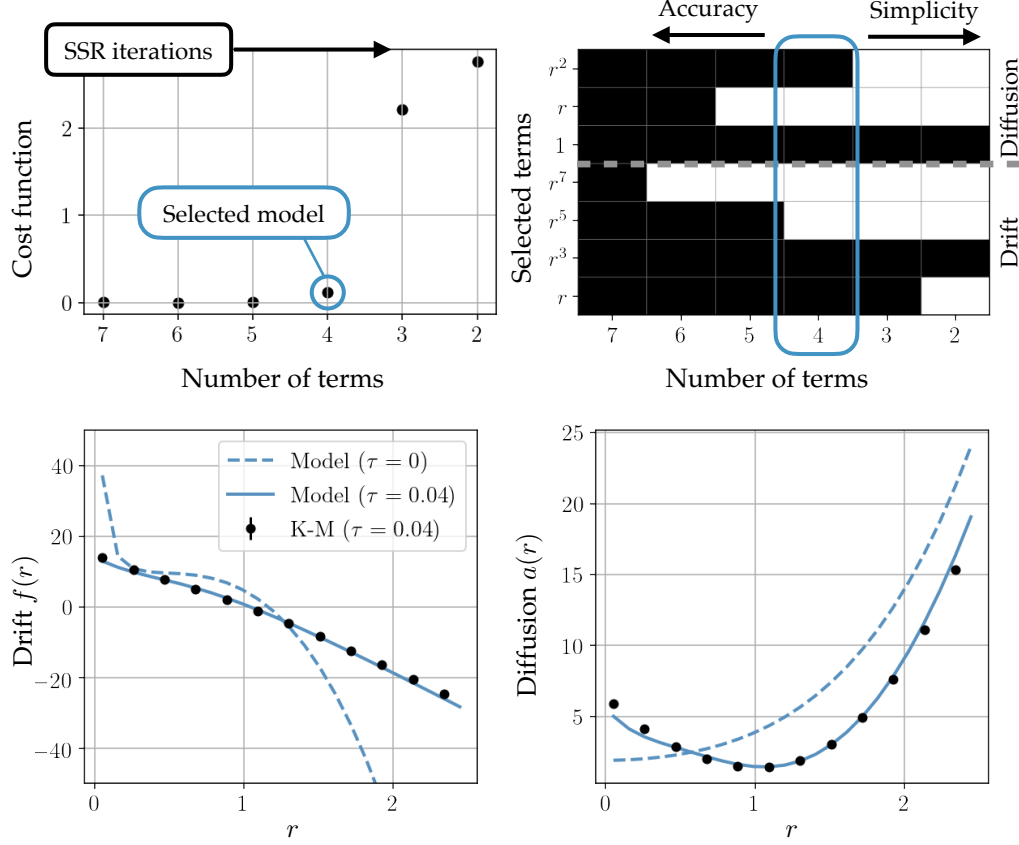 SSR iterations
Cost function
2
1
0
Selected model
7 6 5 4 3 2
Number of terms
Accuracy
Simplicity
Selected terms
r²
r
1
r⁷
r⁵
r³
r
Diffusion
Drift
7 6 5 4 3 2
Number of terms
Drift f(r)
40
20
0
−20
−40
Model (τ = 0)
Model (τ = 0.04)
K-M (τ = 0.04)
0 1 2
r
Diffusion a(r)
25
20
15
10
5
0 1 2
r